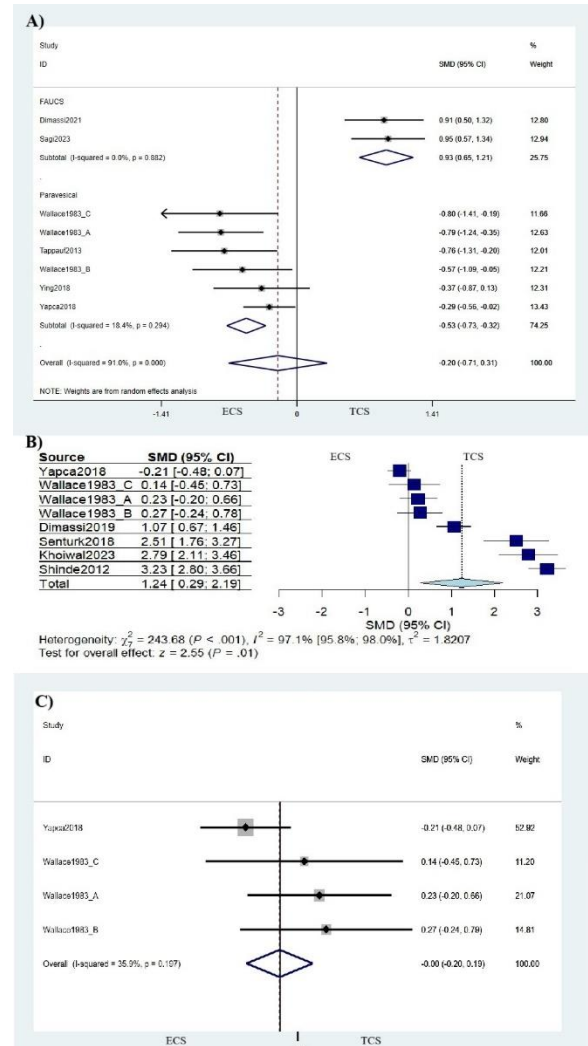 A)
Study %
ID SMD (95% CI) Weight
FAUCS
Dimassi2021 0.91 (0.50, 1.32) 12.80
Sagi2023 0.95 (0.57, 1.34) 12.94
Subtotal (I-squared = 0.0%, p = 0.882) 0.93 (0.65, 1.21) 25.75
.
Paravesical
Wallace1983_C -0.80 (-1.41, -0.19) 11.66
Wallace1983_A -0.79 (-1.24, -0.35) 12.63
Tappauf2013 -0.76 (-1.31, -0.20) 12.01
Wallace1983_B -0.57 (-1.09, -0.05) 12.21
Ying2018 -0.37 (-0.87, 0.13) 12.31
Yapca2018 -0.29 (-0.56, -0.02) 13.43
Subtotal (I-squared = 18.4%, p = 0.294) -0.53 (-0.73, -0.32) 74.25
.
Overall (I-squared = 91.0%, p = 0.000) -0.20 (-0.71, 0.31) 100.00
NOTE: Weights are from random effects analysis
-1.41 0 1.41
ECS TCS
B)
Source SMD (95% CI) ECS TCS
Yapca2018 -0.21 [-0.48; 0.07]
Wallace1983_C 0.14 [-0.45; 0.73]
Wallace1983_A 0.23 [-0.20; 0.66]
Wallace1983_B 0.27 [-0.24; 0.78]
Dimassi2019 1.07 [ 0.67; 1.46]
Senturk2018 2.51 [ 1.76; 3.27]
Khoiwal2023 2.79 [ 2.11; 3.46]
Shinde2012 3.23 [ 2.80; 3.66]
Total 1.24 [ 0.29; 2.19]
-3 -2 -1 0 1 2 3
SMD (95% CI)
Heterogeneity: χ²₇ = 243.68 (P < .001), I² = 97.1% [95.8%; 98.0%], τ² = 1.8207
Test for overall effect: z = 2.55 (P = .01)
C)
Study %
ID SMD (95% CI) Weight
Yapca2018 -0.21 (-0.48, 0.07) 52.92
Wallace1983_C 0.14 (-0.45, 0.73) 11.20
Wallace1983_A 0.23 (-0.20, 0.66) 21.07
Wallace1983_B 0.27 (-0.24, 0.79) 14.81
Overall (I-squared = 35.9%, p = 0.197) -0.00 (-0.20, 0.19) 100.00
ECS TCS